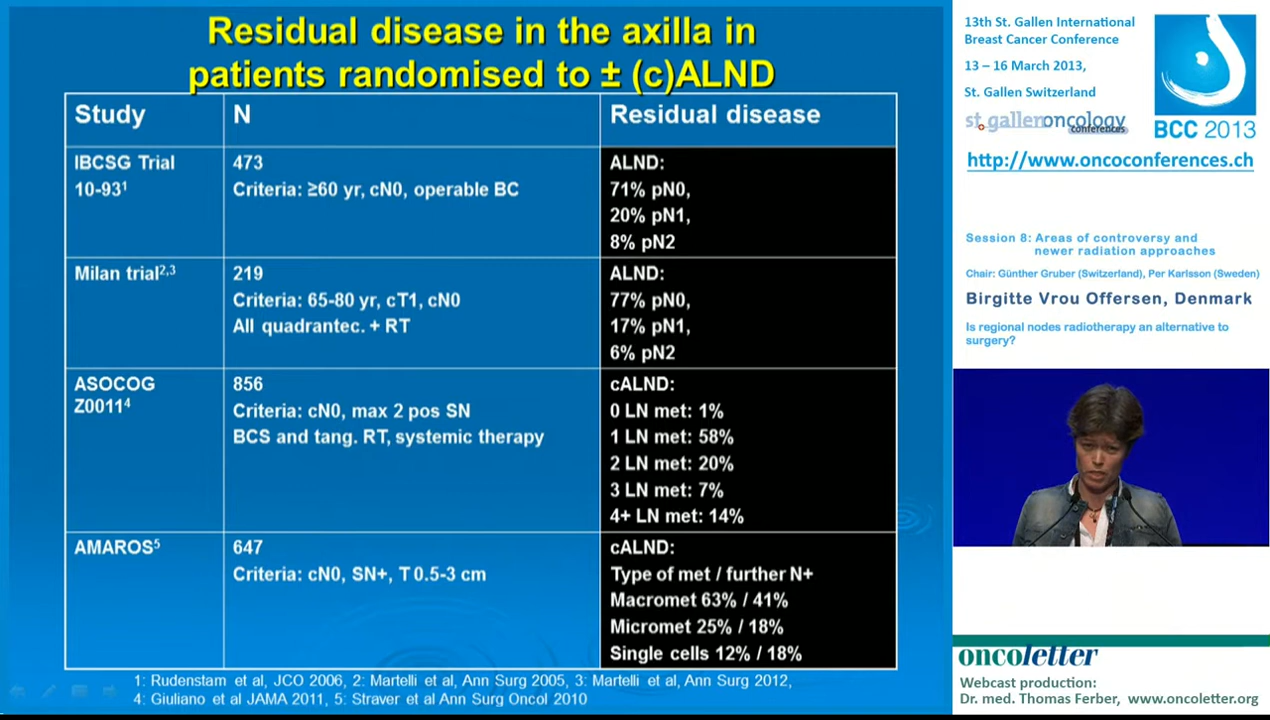 Residual disease in the axilla in
patients randomised to ± (c)ALND
Study
N
Residual disease
IBCSG Trial
10-93¹
473
Criteria: ≥60 yr, cN0, operable BC
ALND:
71% pN0,
20% pN1,
8% pN2
Milan trial²,³
219
Criteria: 65-80 yr, cT1, cN0
All quadrantec. + RT
ALND:
77% pN0,
17% pN1,
6% pN2
ASOCOG
Z0011⁴
856
Criteria: cN0, max 2 pos SN
BCS and tang. RT, systemic therapy
cALND:
0 LN met: 1%
1 LN met: 58%
2 LN met: 20%
3 LN met: 7%
4+ LN met: 14%
AMAROS⁵
647
Criteria: cN0, SN+, T 0.5-3 cm
cALND:
Type of met / further N+
Macromet 63% / 41%
Micromet 25% / 18%
Single cells 12% / 18%
1: Rudenstam et al, JCO 2006, 2: Martelli et al, Ann Surg 2005, 3: Martelli et al, Ann Surg 2012,
4: Giuliano et al JAMA 2011, 5: Straver et al Ann Surg Oncol 2010
13th St. Gallen International
Breast Cancer Conference
13 – 16 March 2013,
St. Gallen Switzerland
st.gallenoncology
conferences
BCC 2013
http://www.oncoconferences.ch
Session 8: Areas of controversy and
newer radiation approaches
Chair: Günther Gruber (Switzerland), Per Karlsson (Sweden)
Birgitte Vrou Offersen, Denmark
Is regional nodes radiotherapy an alternative to
surgery?
oncoletter
Webcast production:
Dr. med. Thomas Ferber, www.oncoletter.org